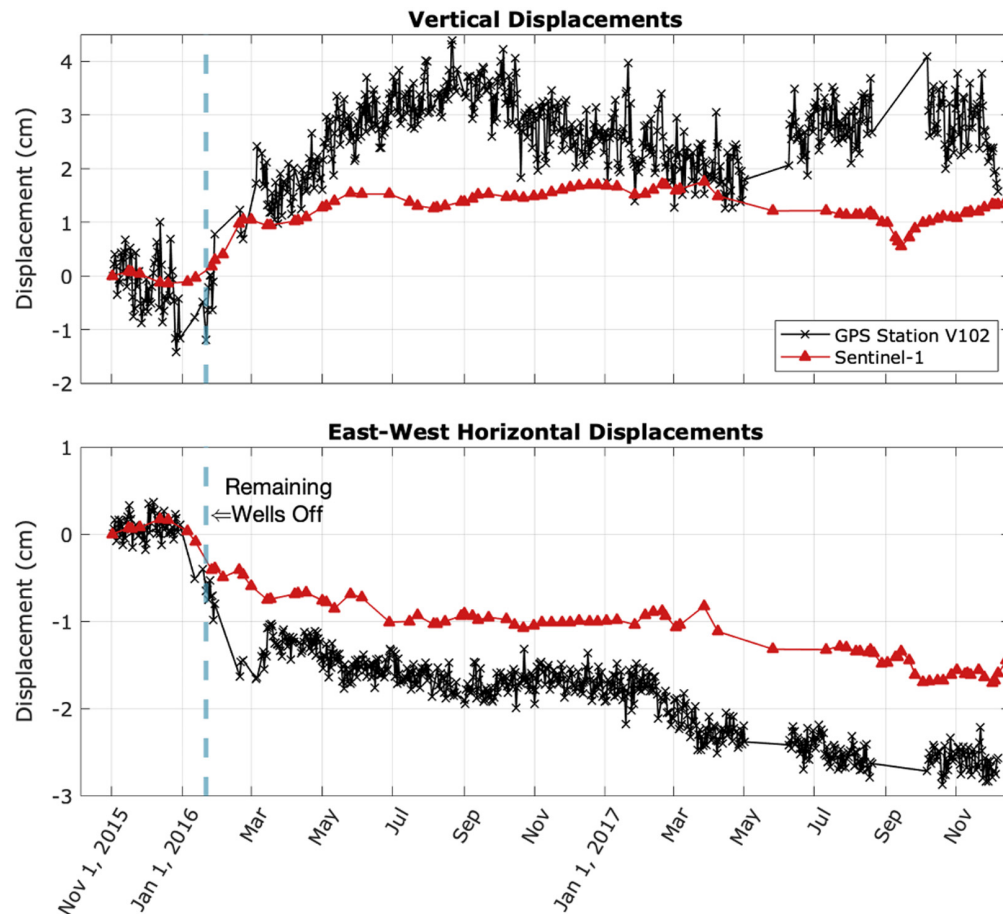 Vertical Displacements
Displacement (cm)
4
3
2
1
0
-1
-2
GPS Station V102
Sentinel-1
East-West Horizontal Displacements
Displacement (cm)
1
0
-1
-2
-3
Remaining
⇐Wells Off
Nov 1, 2015
Jan 1, 2016
Mar
May
Jul
Sep
Nov
Jan 1, 2017
Mar
May
Jul
Sep
Nov